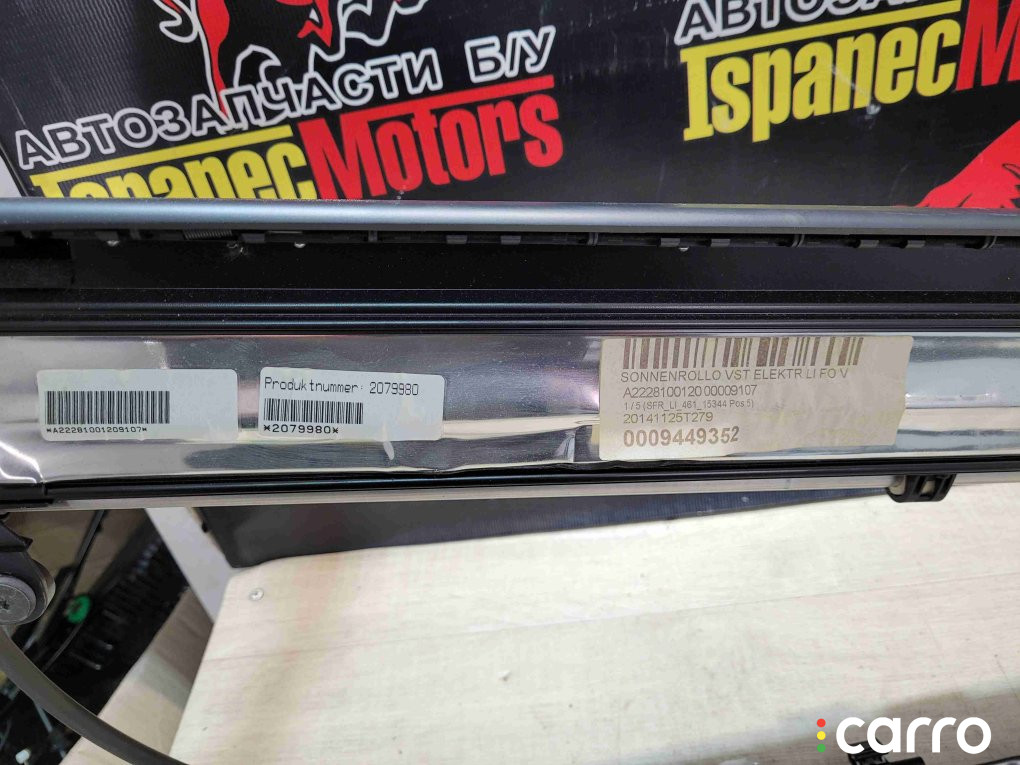 АВТОЗАПЧАСТИ Б/У
IspanecMotors
АВТОЗА
IspanecM
*A22281001209107*
Produktnummer: 2079980
*2079980*
SONNENROLLO VST ELEKTR LI FO V
A2228100120 00009107
1 / 5 (SFR_LI_461_15344 Pos 5)
20141125T279
0009449352
carro